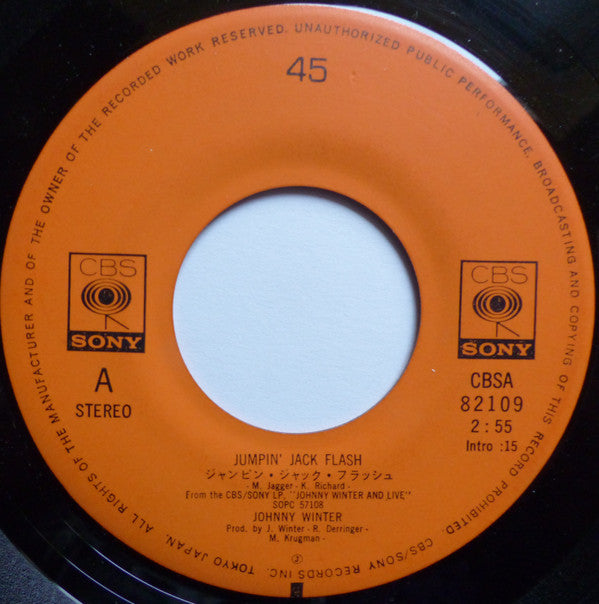 ALL RIGHTS OF THE MANUFACTURER AND OF THE OWNER OF THE RECORDED WORK RESERVED. UNAUTHORIZED PUBLIC PERFORMANCE, BROADCASTING AND COPYING OF THIS RECORD PROHIBITED. CBS/SONY RECORDS INC. TOKYO JAPAN.
45
CBS
SONY
CBS
SONY
A
STEREO
CBSA
82109
2:55
Intro :15
JUMPIN' JACK FLASH
ジャンピン・ジャック・フラッシュ
- M. Jagger - K. Richard -
From the CBS/SONY LP, "JOHNNY WINTER AND LIVE"
SOPC 57108
JOHNNY WINTER
Prod. by J. Winter - R. Derringer -
M. Krugman -
Ⓟ